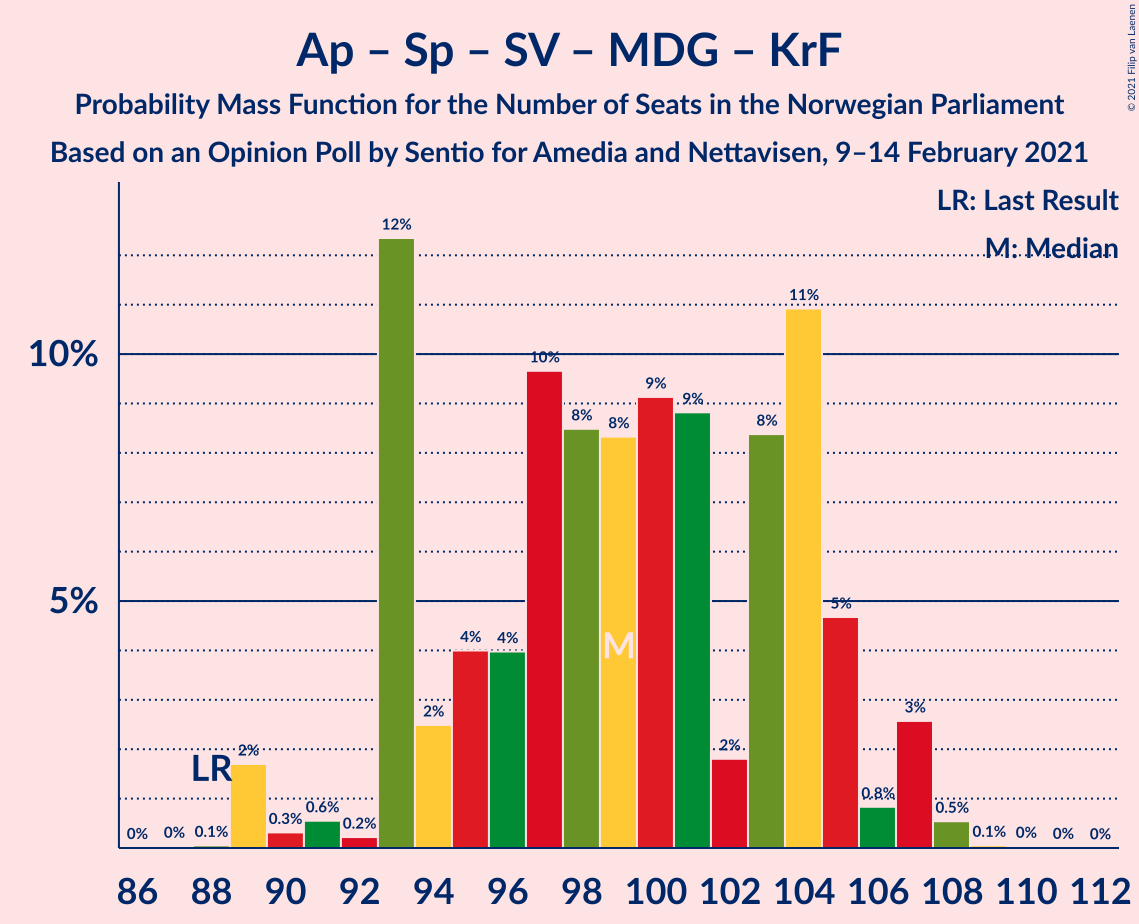 Ap – Sp – SV – MDG – KrF
Probability Mass Function for the Number of Seats in the Norwegian Parliament
Based on an Opinion Poll by Sentio for Amedia and Nettavisen, 9–14 February 2021
© 2021 Filip van Laenen
LR: Last Result
M: Median
10%
5%
0% 0% 0.1% 2% 0.3% 0.6% 0.2% 12% 2% 4% 4% 10% 8% 8% 9% 9% 2% 8% 11% 5% 0.8% 3% 0.5% 0.1% 0% 0% 0%
LR
M
86 88 90 92 94 96 98 100 102 104 106 108 110 112